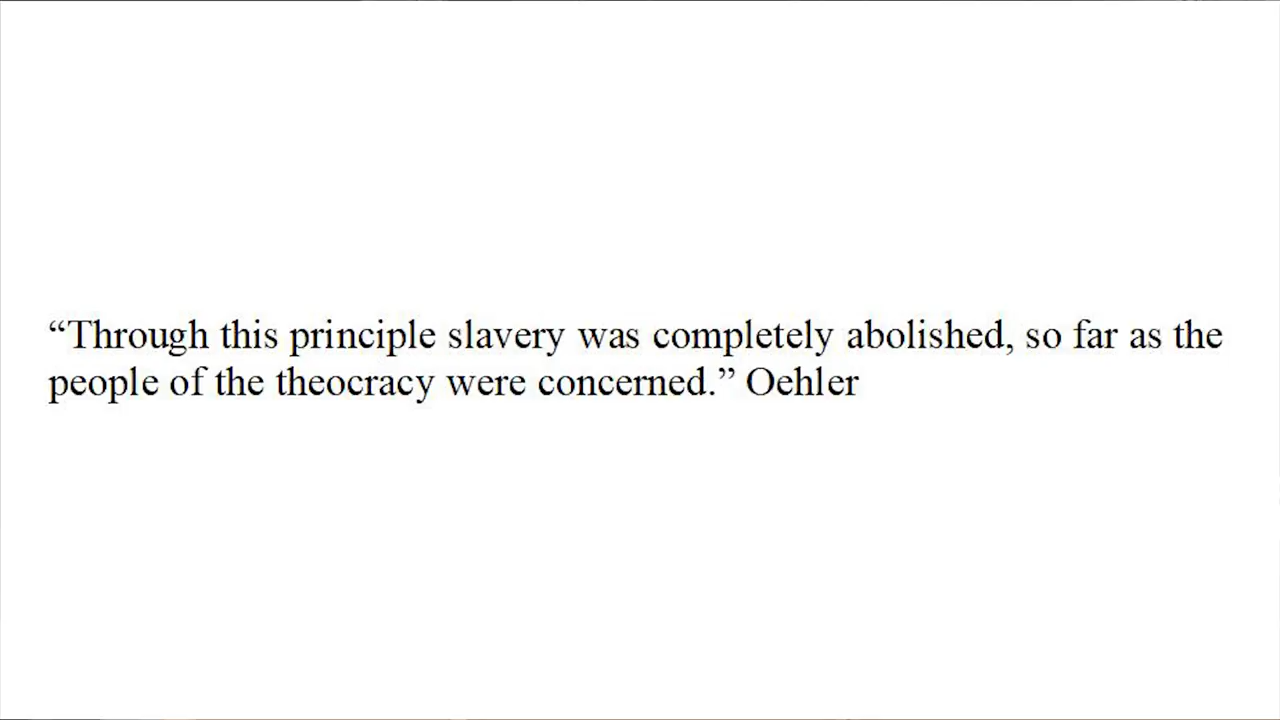 “Through this principle slavery was completely abolished, so far as the
people of the theocracy were concerned.” Oehler